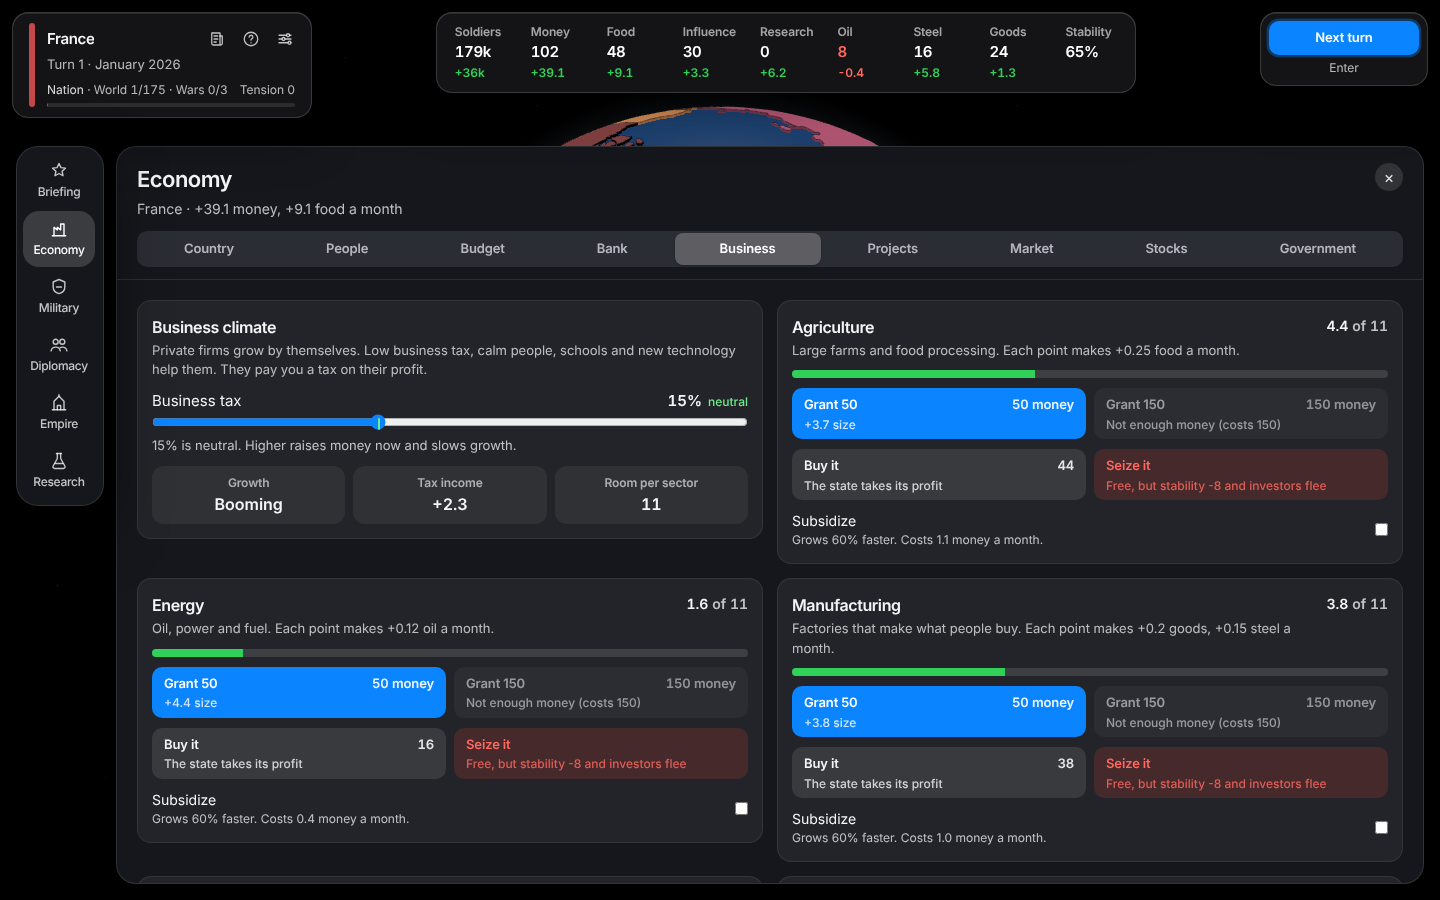 France
Turn 1 · January 2026
Nation · World 1/175 · Wars 0/3 Tension 0
Soldiers Money Food Influence Research Oil Steel Goods Stability
179k 102 48 30 0 8 16 24 65%
+36k +39.1 +9.1 +3.3 +6.2 -0.4 +5.8 +1.3
Next turn
Enter
Briefing
Economy
Military
Diplomacy
Empire
Research
Economy
×
France · +39.1 money, +9.1 food a month
Country People Budget Bank Business Projects Market Stocks Government
Business climate
Private firms grow by themselves. Low business tax, calm people, schools and new technology
help them. They pay you a tax on their profit.
Business tax 15% neutral
15% is neutral. Higher raises money now and slows growth.
Growth Tax income Room per sector
Booming +2.3 11
Agriculture 4.4 of 11
Large farms and food processing. Each point makes +0.25 food a month.
Grant 50 50 money Grant 150 150 money
+3.7 size Not enough money (costs 150)
Buy it 44 Seize it
The state takes its profit Free, but stability -8 and investors flee
Subsidize
Grows 60% faster. Costs 1.1 money a month.
Energy 1.6 of 11
Oil, power and fuel. Each point makes +0.12 oil a month.
Grant 50 50 money Grant 150 150 money
+4.4 size Not enough money (costs 150)
Buy it 16 Seize it
The state takes its profit Free, but stability -8 and investors flee
Subsidize
Grows 60% faster. Costs 0.4 money a month.
Manufacturing 3.8 of 11
Factories that make what people buy. Each point makes +0.2 goods, +0.15 steel a
month.
Grant 50 50 money Grant 150 150 money
+3.8 size Not enough money (costs 150)
Buy it 38 Seize it
The state takes its profit Free, but stability -8 and investors flee
Subsidize
Grows 60% faster. Costs 1.0 money a month.